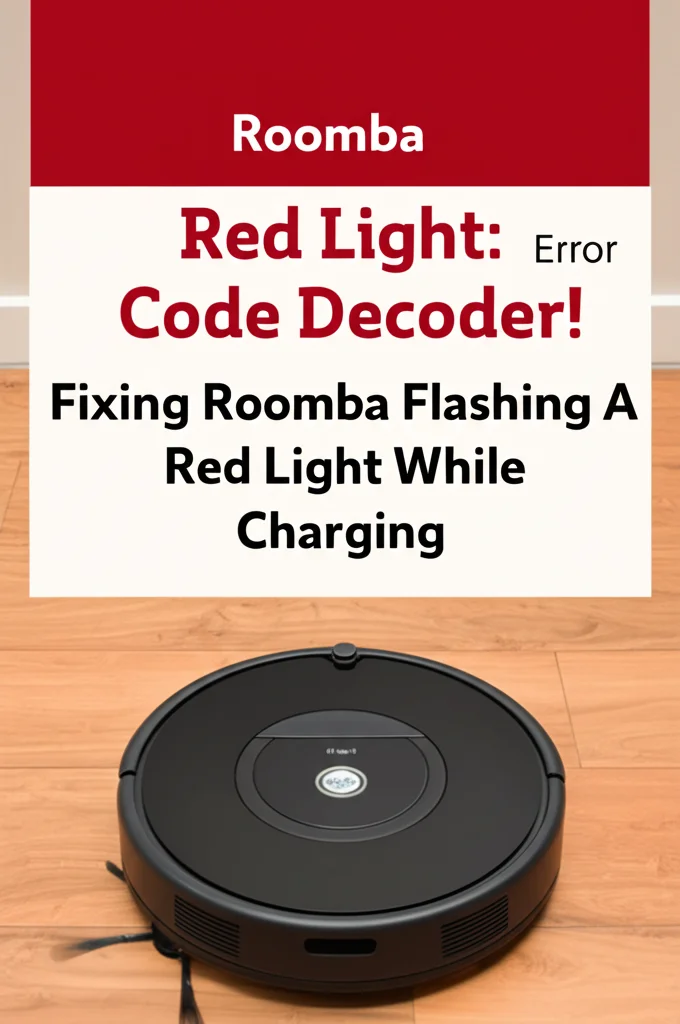 Roomba
Red Light: Error
Code Decoder!
Fixing Roomba Flashing A
Red Light While
Charging